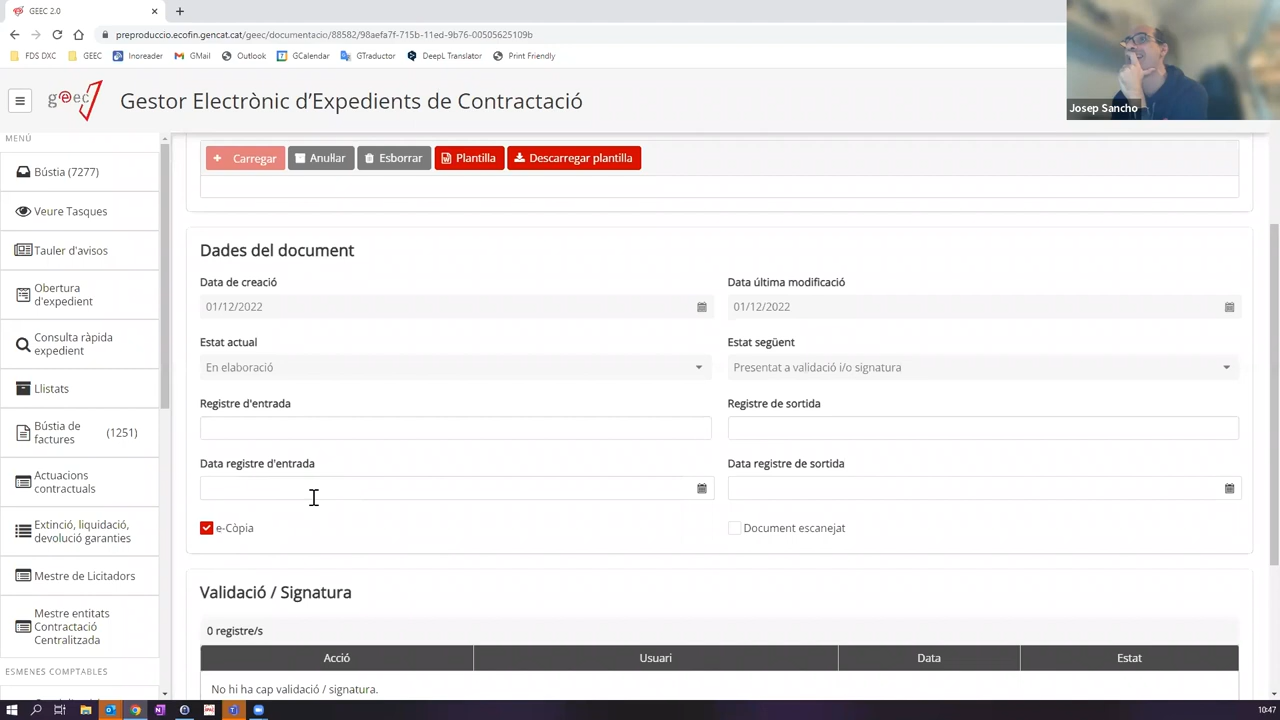 GEEC 2.0
preproduccio.ecofin.gencat.cat/geec/documentacio/88582/98aefa7f-715b-11ed-9b76-00505625109b
FDS DXC GEEC Inoreader GMail Outlook GCalendar GTraductor DeepL Translator Print Friendly
geec Gestor Electrònic d'Expedients de Contractació
Josep Sancho
MENÚ
Bústia (7277)
Veure Tasques
Tauler d'avisos
Obertura
d'expedient
Consulta ràpida
expedient
Llistats
Bústia de
factures (1251)
Actuacions
contractuals
Extinció, liquidació,
devolució garanties
Mestre de Licitadors
Mestre entitats
Contractació
Centralitzada
ESMENES COMPTABLES
Carregar Anul·lar Esborrar Plantilla Descarregar plantilla
Dades del document
Data de creació Data última modificació
01/12/2022 01/12/2022
Estat actual Estat següent
En elaboració Presentat a validació i/o signatura
Registre d'entrada Registre de sortida
Data registre d'entrada Data registre de sortida
e-Còpia Document escanejat
Validació / Signatura
0 registre/s
Acció Usuari Data Estat
No hi ha cap validació / signatura.
10:47